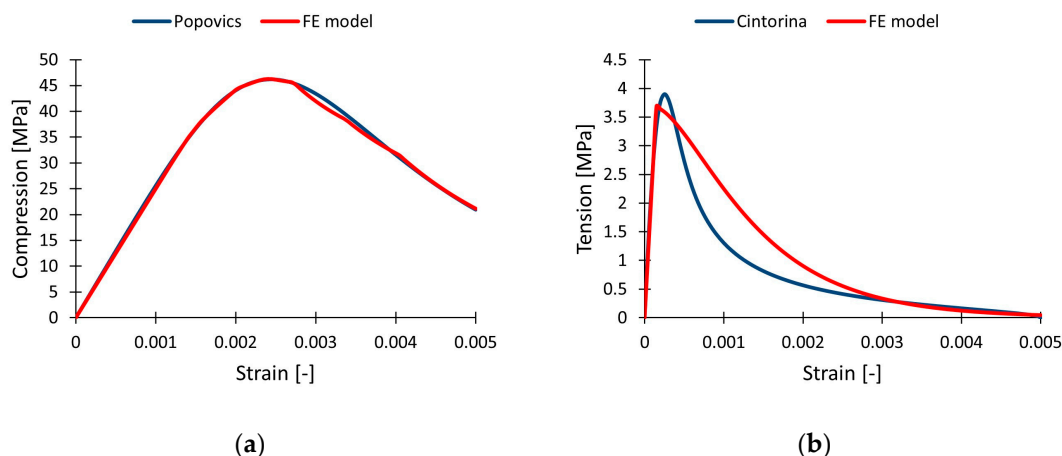 Popovics FE model
Compression [MPa]
50
45
40
35
30
25
20
15
10
5
0
0 0.001 0.002 0.003 0.004 0.005
Strain [-]
(a)
Cintorina FE model
Tension [MPa]
4.5
4
3.5
3
2.5
2
1.5
1
0.5
0
0 0.001 0.002 0.003 0.004 0.005
Strain [-]
(b)